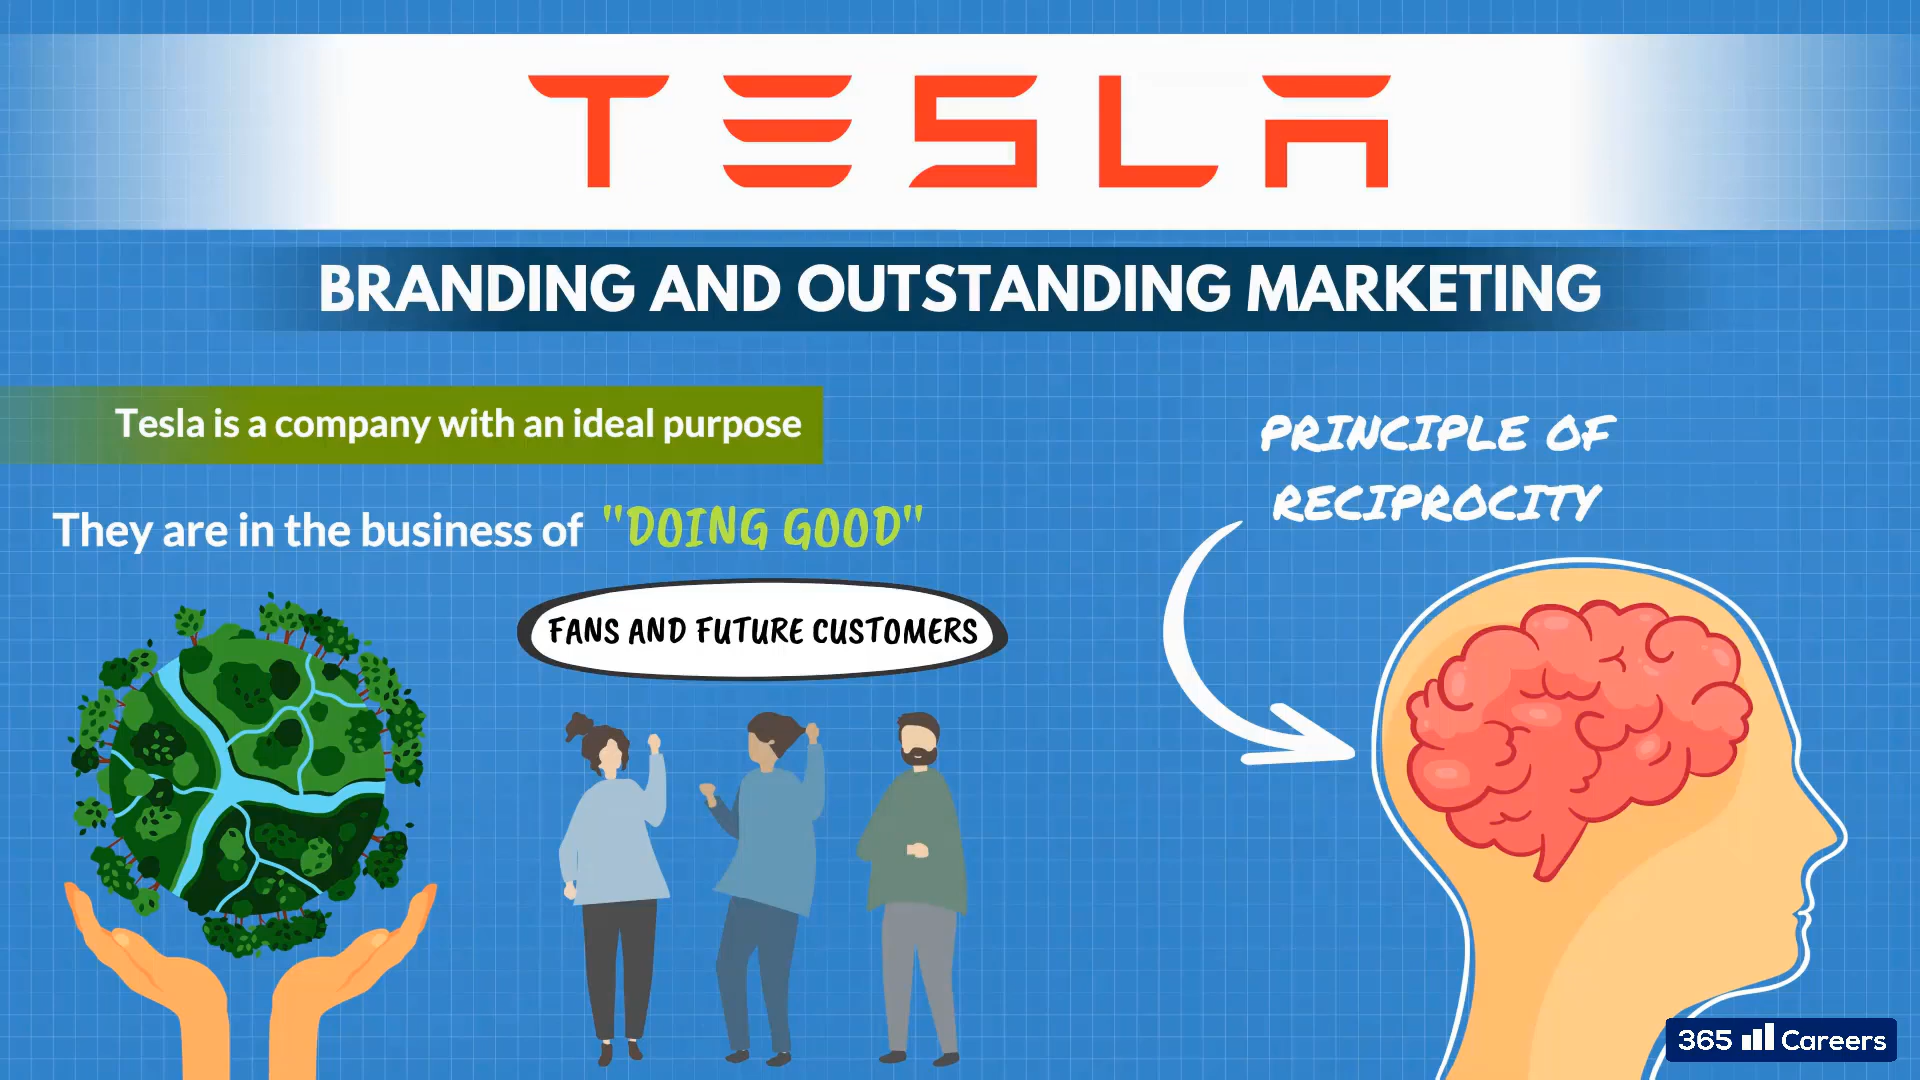 TESLA
BRANDING AND OUTSTANDING MARKETING
Tesla is a company with an ideal purpose
They are in the business of "DOING GOOD"
FANS AND FUTURE CUSTOMERS
PRINCIPLE OF
RECIPROCITY
365 Careers